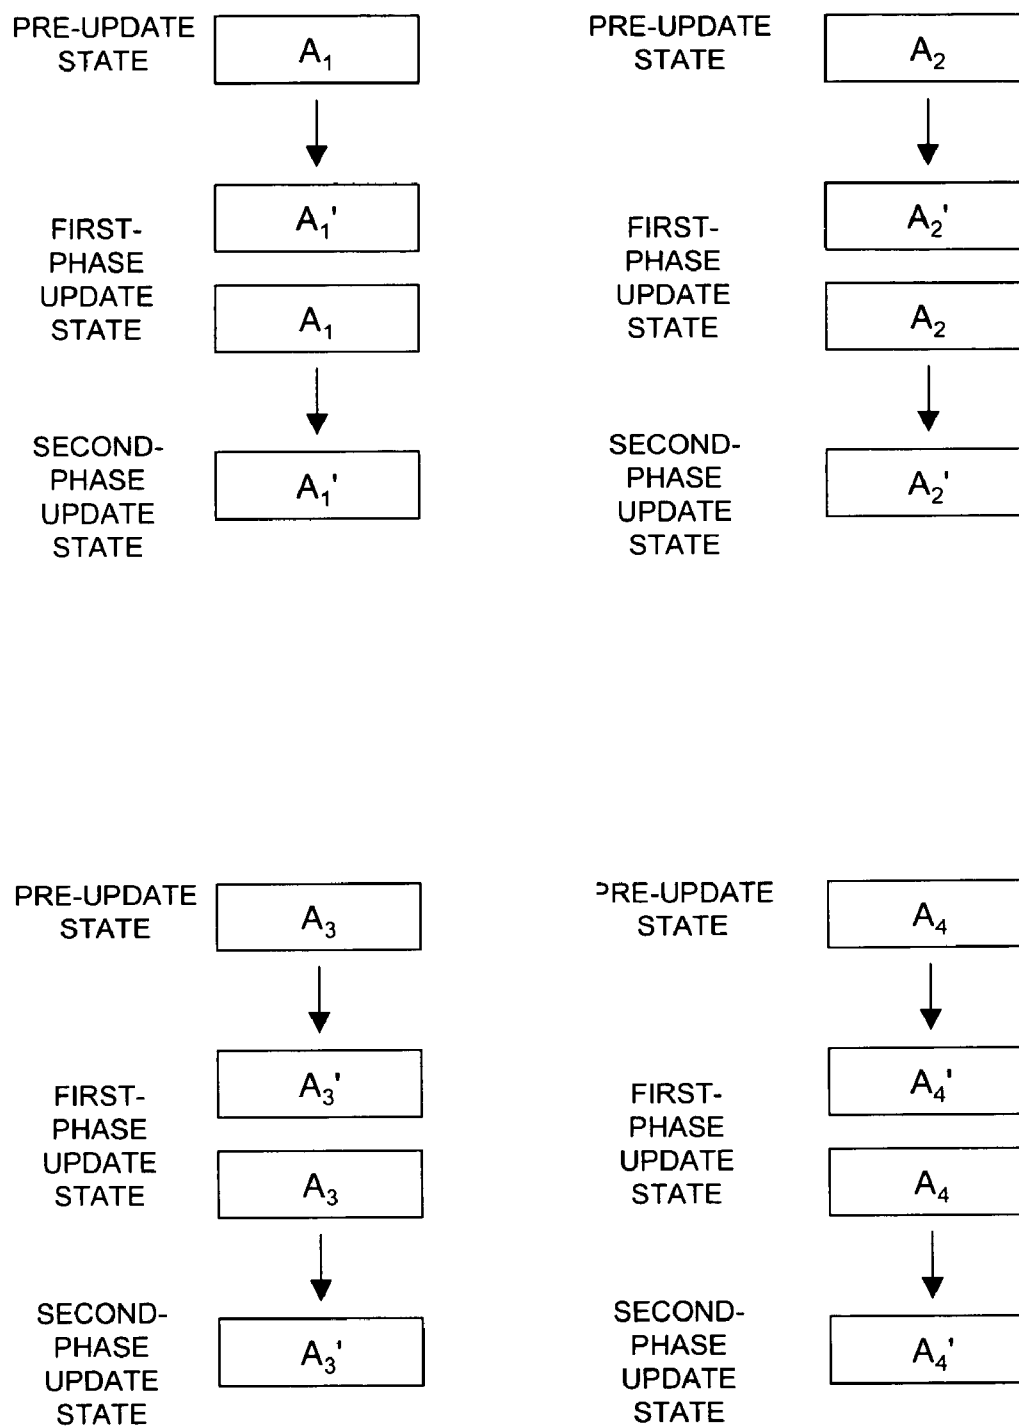 PRE-UPDATE
STATE
A₁
FIRST-
PHASE
UPDATE
STATE
A₁'
A₁
SECOND-
PHASE
UPDATE
STATE
A₁'
PRE-UPDATE
STATE
A₂
FIRST-
PHASE
UPDATE
STATE
A₂'
A₂
SECOND-
PHASE
UPDATE
STATE
A₂'
PRE-UPDATE
STATE
A₃
FIRST-
PHASE
UPDATE
STATE
A₃'
A₃
SECOND-
PHASE
UPDATE
STATE
A₃'
PRE-UPDATE
STATE
A₄
FIRST-
PHASE
UPDATE
STATE
A₄'
A₄
SECOND-
PHASE
UPDATE
STATE
A₄'